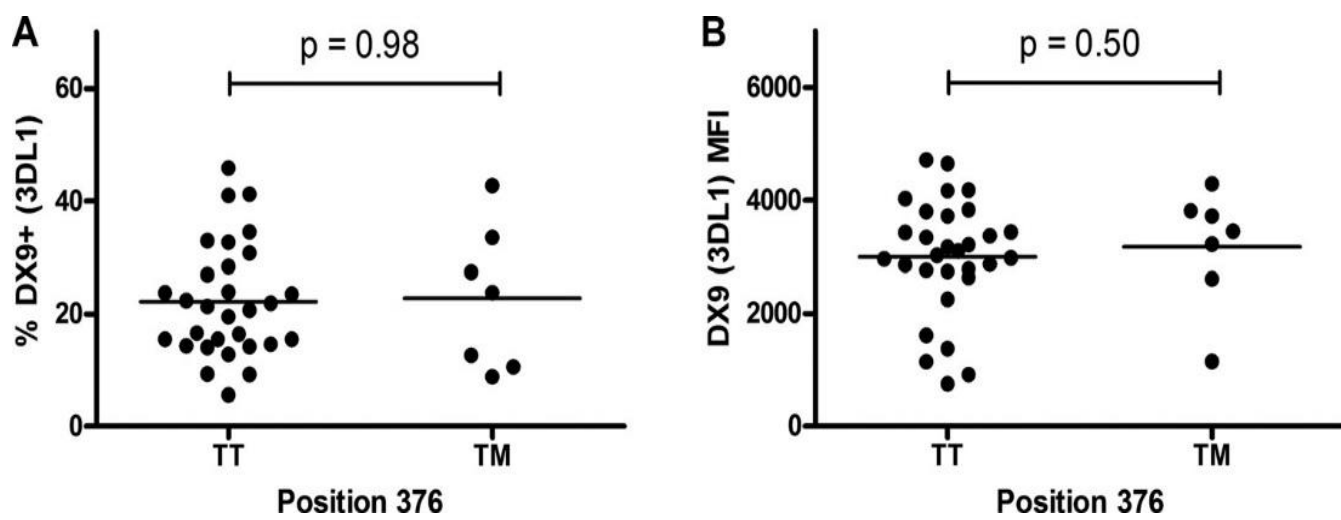 A
p = 0.98
% DX9+ (3DL1)
60
40
20
0
TT
TM
Position 376
B
p = 0.50
DX9 (3DL1) MFI
6000
4000
2000
0
TT
TM
Position 376